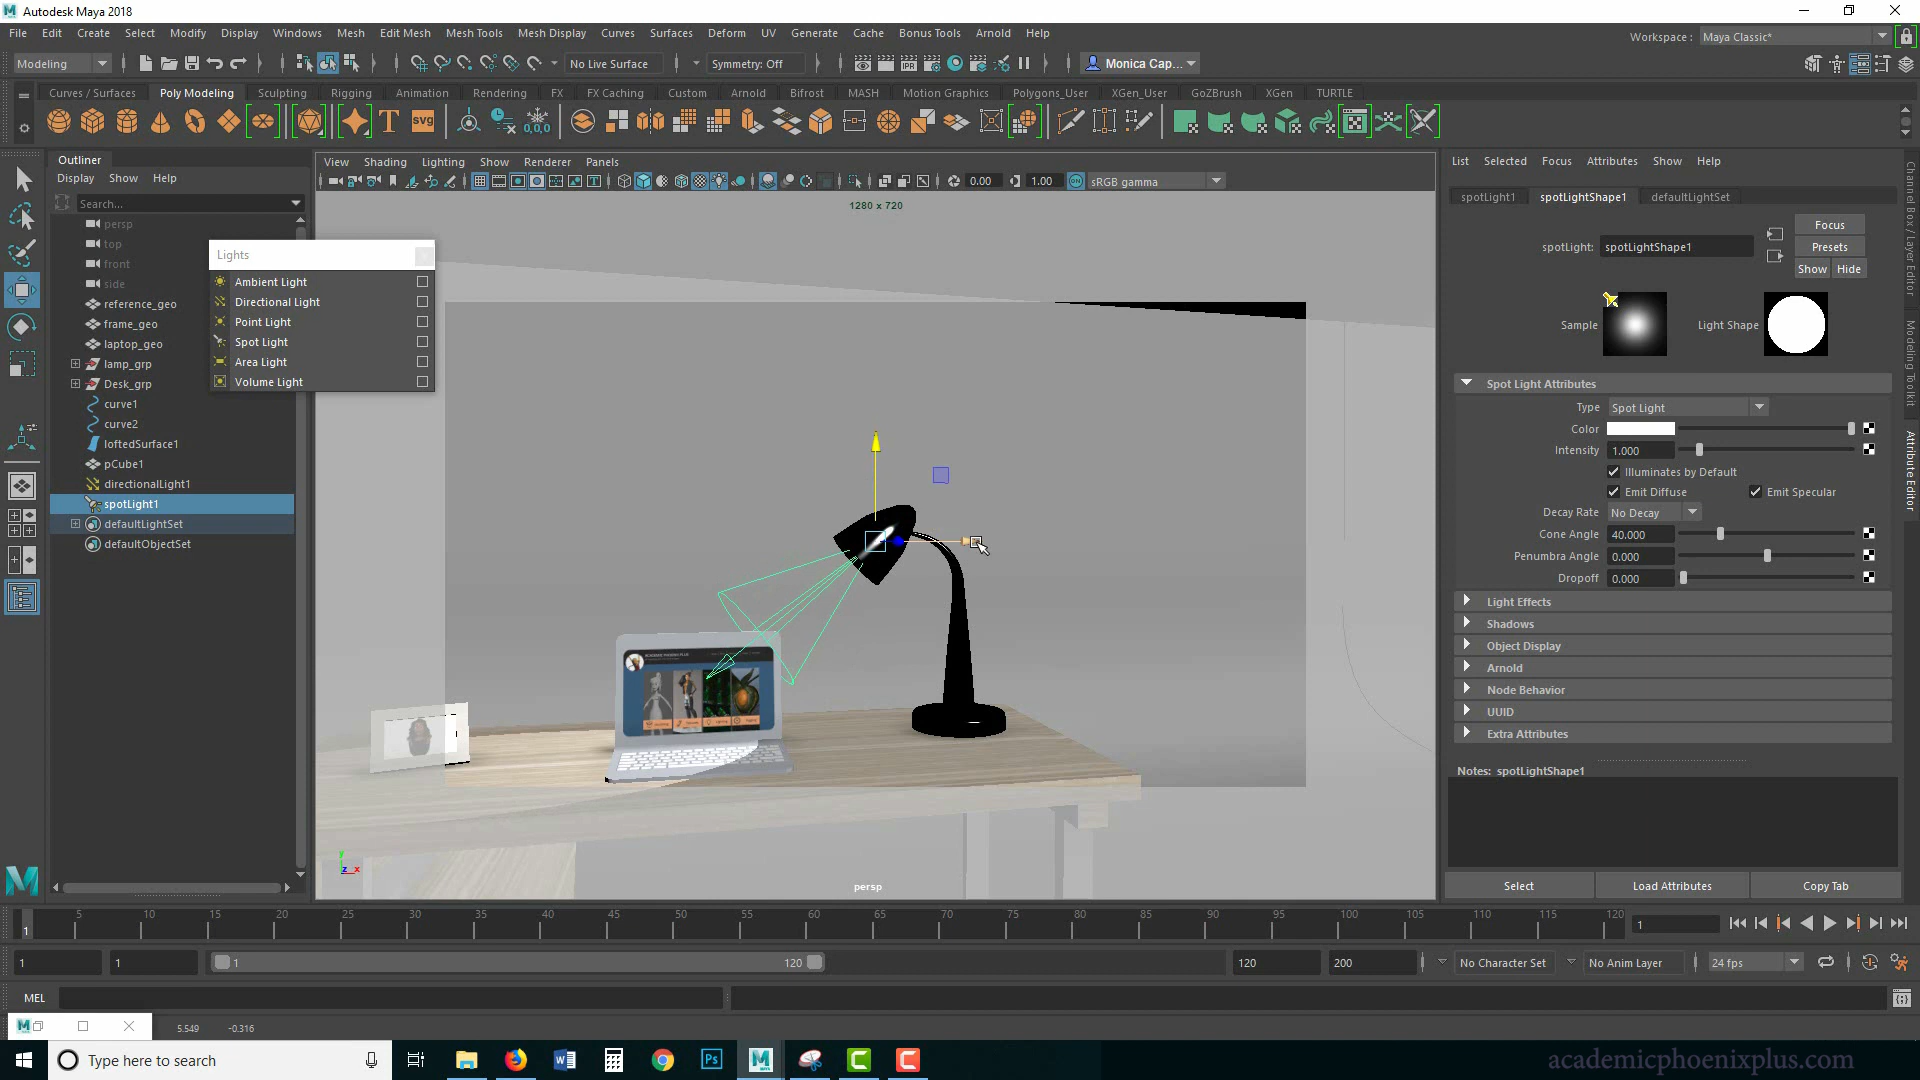 Autodesk Maya 2018
File Edit Create Select Modify Display Windows Mesh Edit Mesh Mesh Tools Mesh Display Curves Surfaces Deform UV Generate Cache Bonus Tools Arnold Help
Workspace : Maya Classic*
Modeling No Live Surface Symmetry: Off Monica Cap...
Curves / Surfaces Poly Modeling Sculpting Rigging Animation Rendering FX FX Caching Custom Arnold Bifrost MASH Motion Graphics Polygons_User XGen_User GoZBrush XGen TURTLE
Outliner
Display Show Help
Search...
persp
top
front
side
reference_geo
frame_geo
laptop_geo
lamp_grp
Desk_grp
curve1
curve2
loftedSurface1
pCube1
directionalLight1
spotLight1
defaultLightSet
defaultObjectSet
Lights
Ambient Light
Directional Light
Point Light
Spot Light
Area Light
Volume Light
View Shading Lighting Show Renderer Panels
0.00 1.00 sRGB gamma
1280 x 720
persp
List Selected Focus Attributes Show Help
spotLight1 spotLightShape1 defaultLightSet
spotLight: spotLightShape1
Focus
Presets
Show Hide
Sample Light Shape
Spot Light Attributes
Type Spot Light
Color
Intensity 1.000
Illuminates by Default
Emit Diffuse Emit Specular
Decay Rate No Decay
Cone Angle 40.000
Penumbra Angle 0.000
Dropoff 0.000
Light Effects
Shadows
Object Display
Arnold
Node Behavior
UUID
Extra Attributes
Notes: spotLightShape1
Select Load Attributes Copy Tab
Channel Box / Layer Editor
Modeling Toolkit
Attribute Editor
5 10 15 20 25 30 35 40 45 50 55 60 65 70 75 80 85 90 95 100 105 110 115 120
1 1
1 1 1 120 120 200 No Character Set No Anim Layer 24 fps
MEL
5.549 -0.316
Type here to search
academicphoenixplus.com